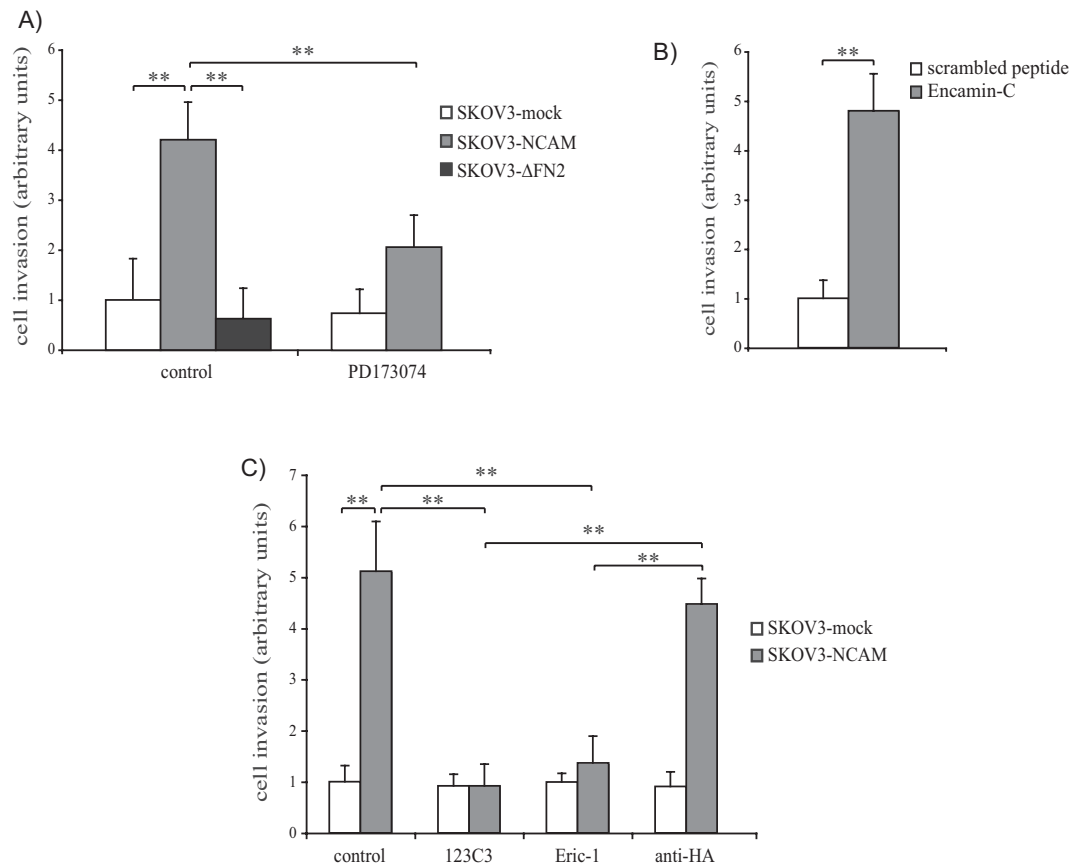 A)
cell invasion (arbitrary units)
6
5
4
3
2
1
0
**
**
**
control
PD173074
SKOV3-mock
SKOV3-NCAM
SKOV3-ΔFN2
B)
cell invasion (arbitrary units)
6
5
4
3
2
1
0
**
scrambled peptide
Encamin-C
C)
cell invasion (arbitrary units)
7
6
5
4
3
2
1
0
**
**
**
**
**
control
123C3
Eric-1
anti-HA
SKOV3-mock
SKOV3-NCAM